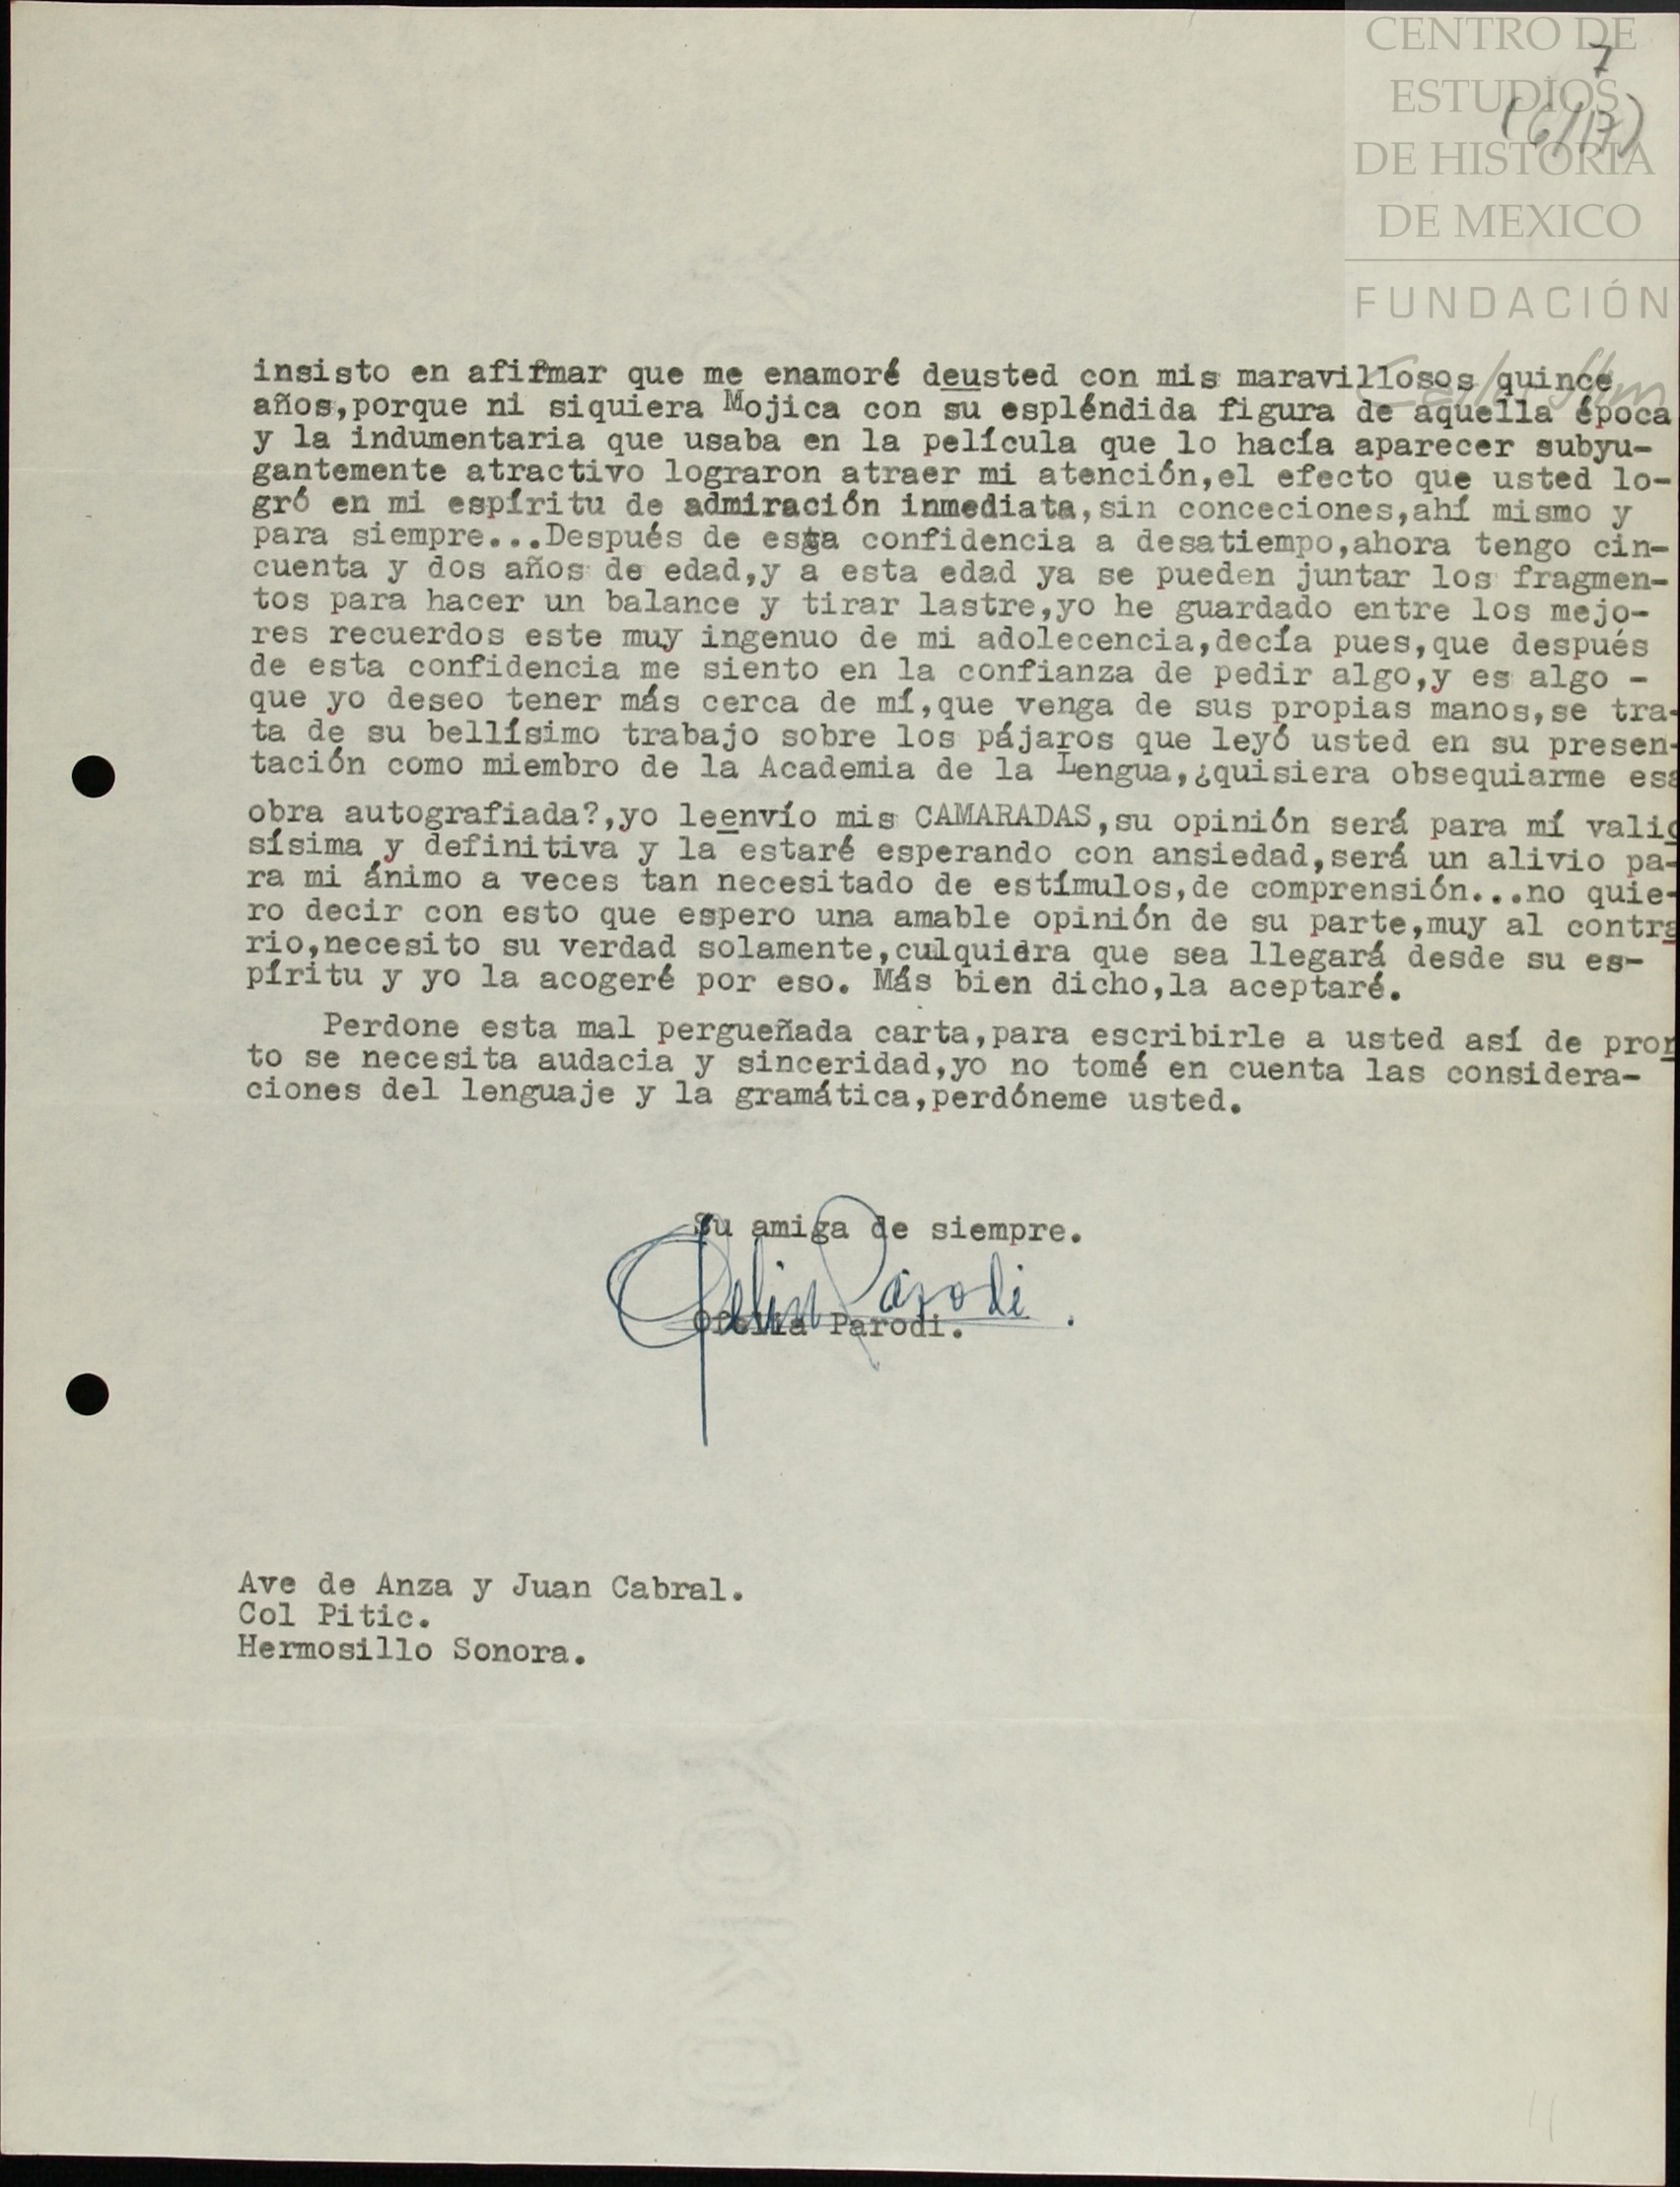 CENTRO DE
ESTUDIOS
DE HISTORIA
DE MEXICO
FUNDACIÓN
Carlos Slim
7
(6/17)
insisto en afirmar que me enamoré deusted con mis maravillosos quince
años,porque ni siquiera Mojica con su espléndida figura de aquella época
y la indumentaria que usaba en la película que lo hacía aparecer subyu-
gantemente atractivo lograron atraer mi atención,el efecto que usted lo-
gró en mi espíritu de admiración inmediata,sin conceciones,ahí mismo y
para siempre...Después de esta confidencia a desatiempo,ahora tengo cin-
cuenta y dos años de edad,y a esta edad ya se pueden juntar los fragmen-
tos para hacer un balance y tirar lastre,yo he guardado entre los mejo-
res recuerdos este muy ingenuo de mi adolecencia,decía pues,que después
de esta confidencia me siento en la confianza de pedir algo,y es algo -
que yo deseo tener más cerca de mí,que venga de sus propias manos,se tra-
ta de su bellísimo trabajo sobre los pájaros que leyó usted en su presen-
tación como miembro de la Academia de la Lengua,¿quisiera obsequiarme esa
obra autografiada?,yo leenvío mis CAMARADAS,su opinión será para mí valio
sísima y definitiva y la estaré esperando con ansiedad,será un alivio pa-
ra mi ánimo a veces tan necesitado de estímulos,de comprensión...no quie-
ro decir con esto que espero una amable opinión de su parte,muy al contra
rio,necesito su verdad solamente,culquiera que sea llegará desde su es-
píritu y yo la acogeré por eso. Más bien dicho,la aceptaré.
Perdone esta mal pergueñada carta,para escribirle a usted así de pron
to se necesita audacia y sinceridad,yo no tomé en cuenta las considera-
ciones del lenguaje y la gramática,perdóneme usted.
Su amiga de siempre.
Ofelia Parodi.
Ofelia Parodi.
Ave de Anza y Juan Cabral.
Col Pitic.
Hermosillo Sonora.
YOKO